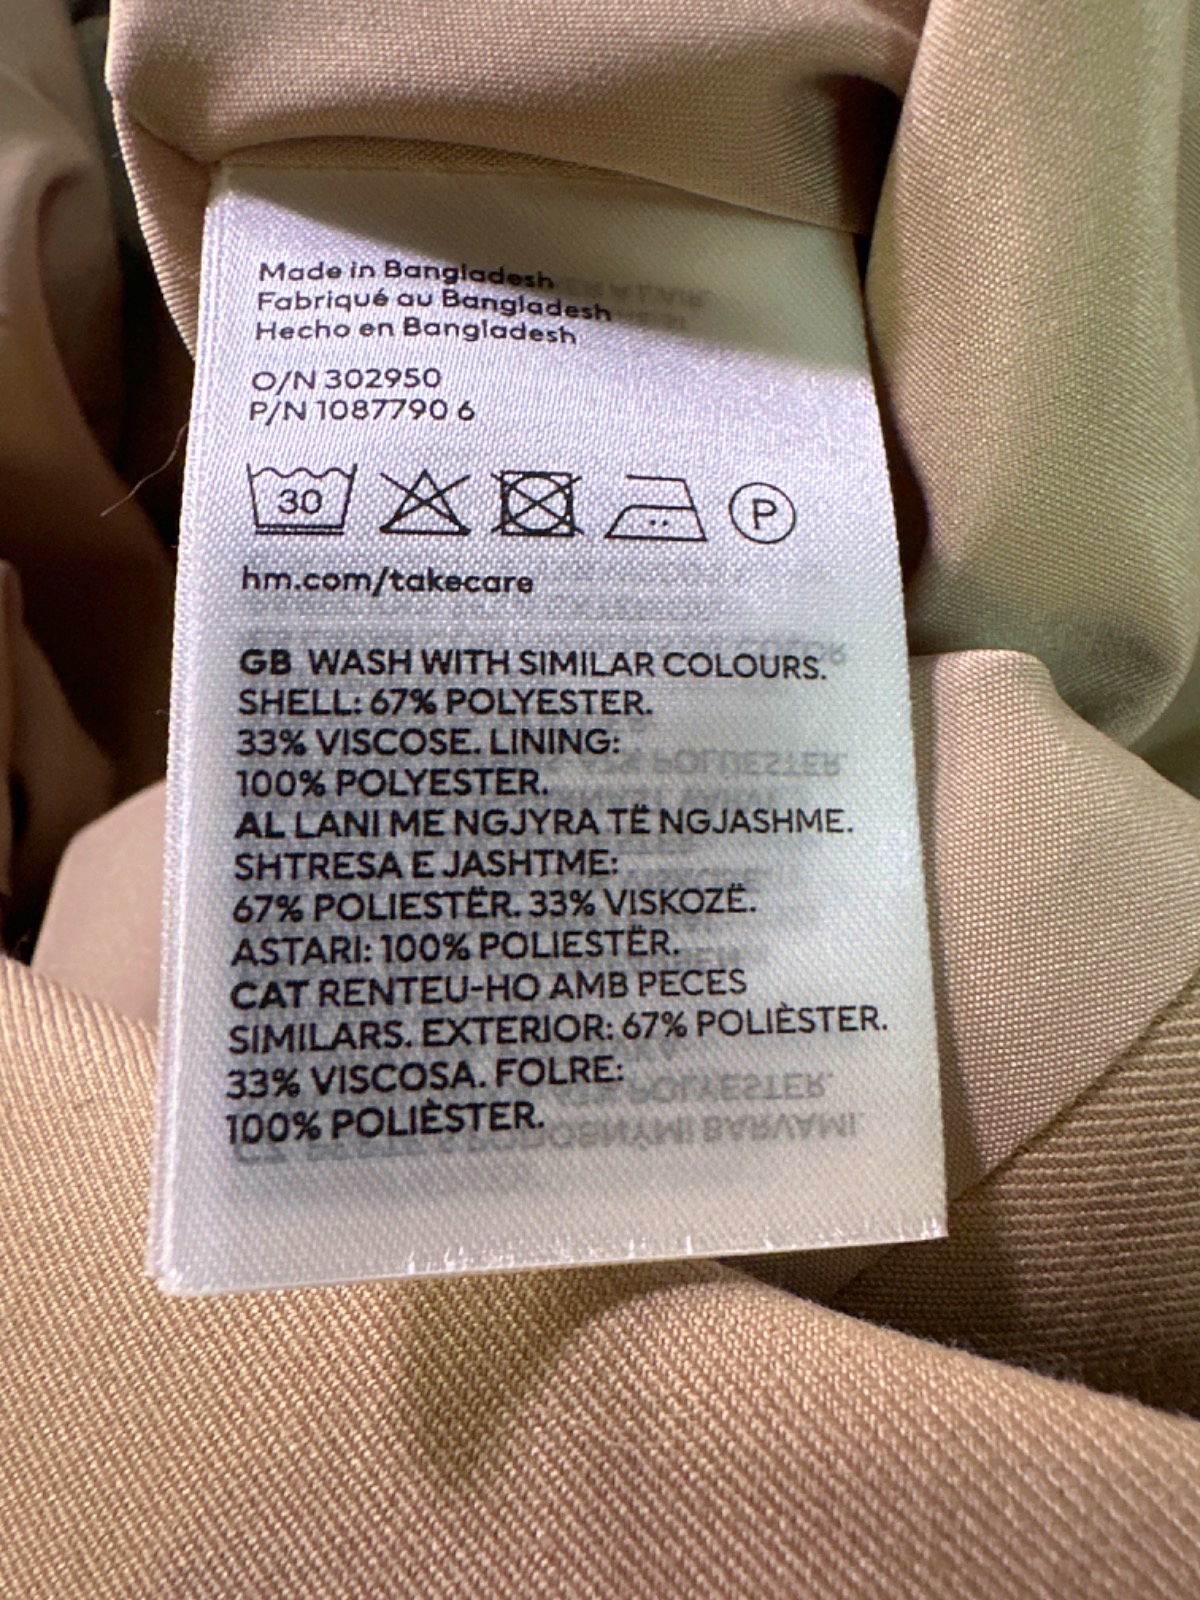 Made in Bangladesh
Fabriqué au Bangladesh
Hecho en Bangladesh
O/N 302950
P/N 1087790 6
30 P
hm.com/takecare
GB WASH WITH SIMILAR COLOURS.
SHELL: 67% POLYESTER.
33% VISCOSE. LINING:
100% POLYESTER.
AL LANI ME NGJYRA TË NGJASHME.
SHTRESA E JASHTME:
67% POLIESTËR. 33% VISKOZË.
ASTARI: 100% POLIESTËR.
CAT RENTEU-HO AMB PECES
SIMILARS. EXTERIOR: 67% POLIÈSTER.
33% VISCOSA. FOLRE:
100% POLIÈSTER.